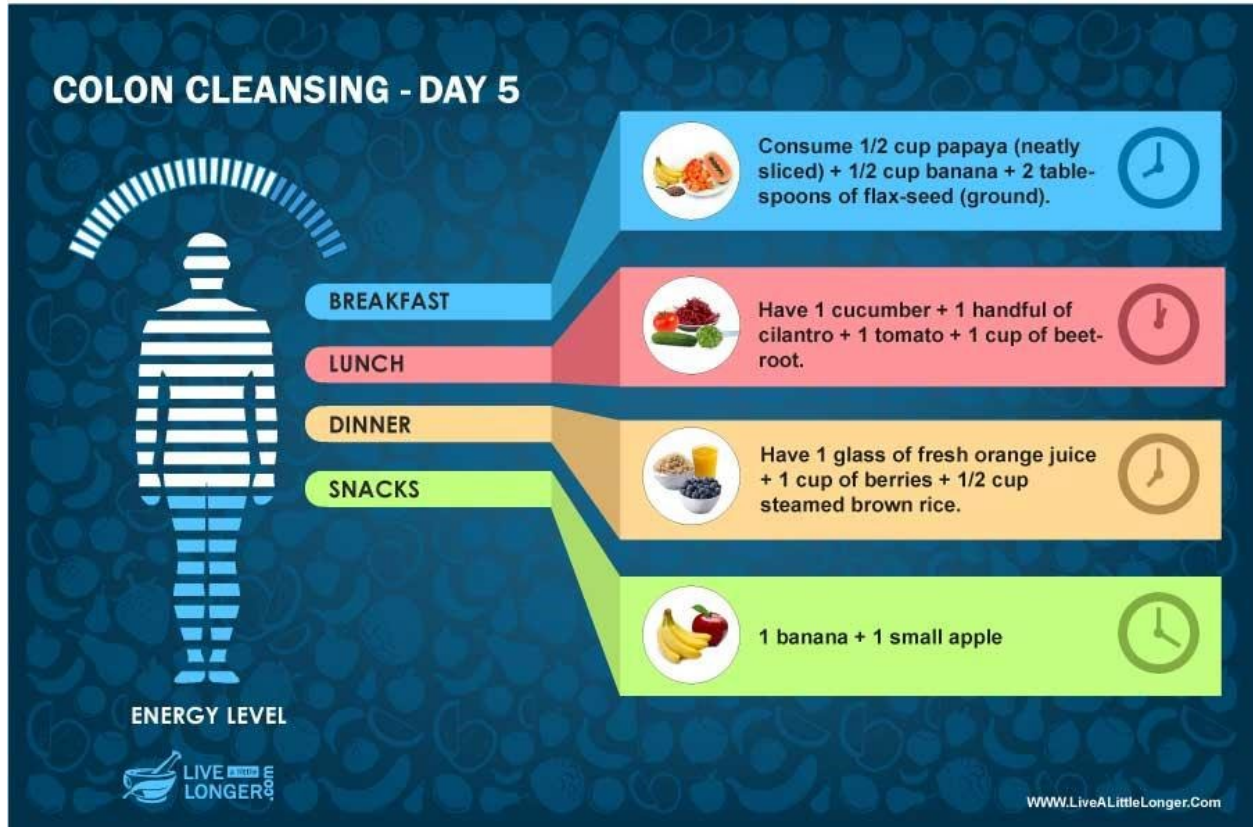 COLON CLEANSING - DAY 5
BREAKFAST
Consume 1/2 cup papaya (neatly
sliced) + 1/2 cup banana + 2 table-
spoons of flax-seed (ground).
LUNCH
Have 1 cucumber + 1 handful of
cilantro + 1 tomato + 1 cup of beet-
root.
DINNER
Have 1 glass of fresh orange juice
+ 1 cup of berries + 1/2 cup
steamed brown rice.
SNACKS
1 banana + 1 small apple
ENERGY LEVEL
LIVE a little
LONGER
.com
WWW.LiveALittleLonger.Com